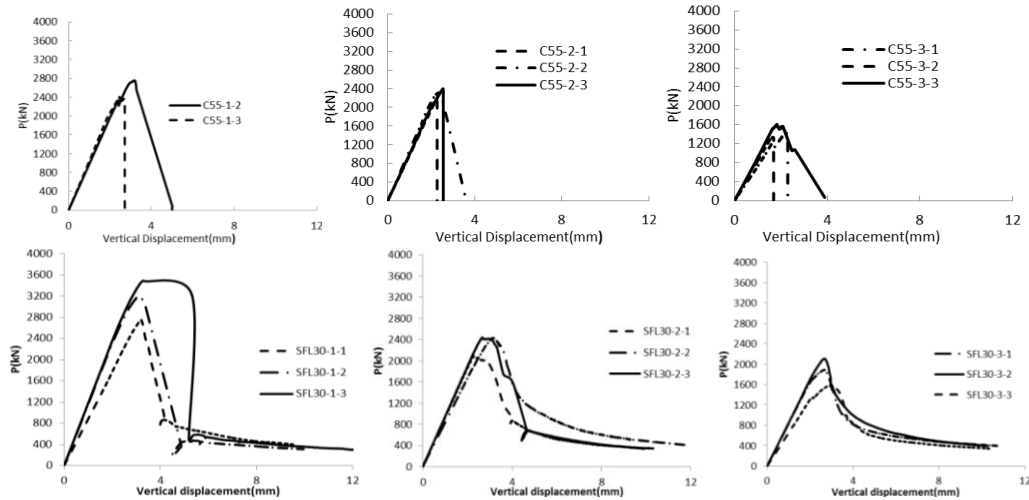 4000
3600
3200
2800
2400
2000
1600
1200
800
400
0
P(kN)
C55-1-2
C55-1-3
0 4 8 12
Vertical Displacement(mm)
4000
3600
3200
2800
2400
2000
1600
1200
800
400
0
P(kN)
C55-2-1
C55-2-2
C55-2-3
0 4 8 12
Vertical Displacement(mm)
4000
3600
3200
2800
2400
2000
1600
1200
800
400
0
P(kN)
C55-3-1
C55-3-2
C55-3-3
0 4 8 12
Vertical Displacement(mm)
4000
3600
3200
2800
2400
2000
1600
1200
800
400
0
P(kN)
SFL30-1-1
SFL30-1-2
SFL30-1-3
0 4 8 12
Vertical displacement(mm)
4000
3600
3200
2800
2400
2000
1600
1200
800
400
0
P(kN)
SFL30-2-1
SFL30-2-2
SFL30-2-3
0 4 8 12
Vertical displacement(mm)
4000
3600
3200
2800
2400
2000
1600
1200
800
400
0
P(kN)
SFL30-3-1
SFL30-3-2
SFL30-3-3
0 4 8 12
Vertical displacement(mm)